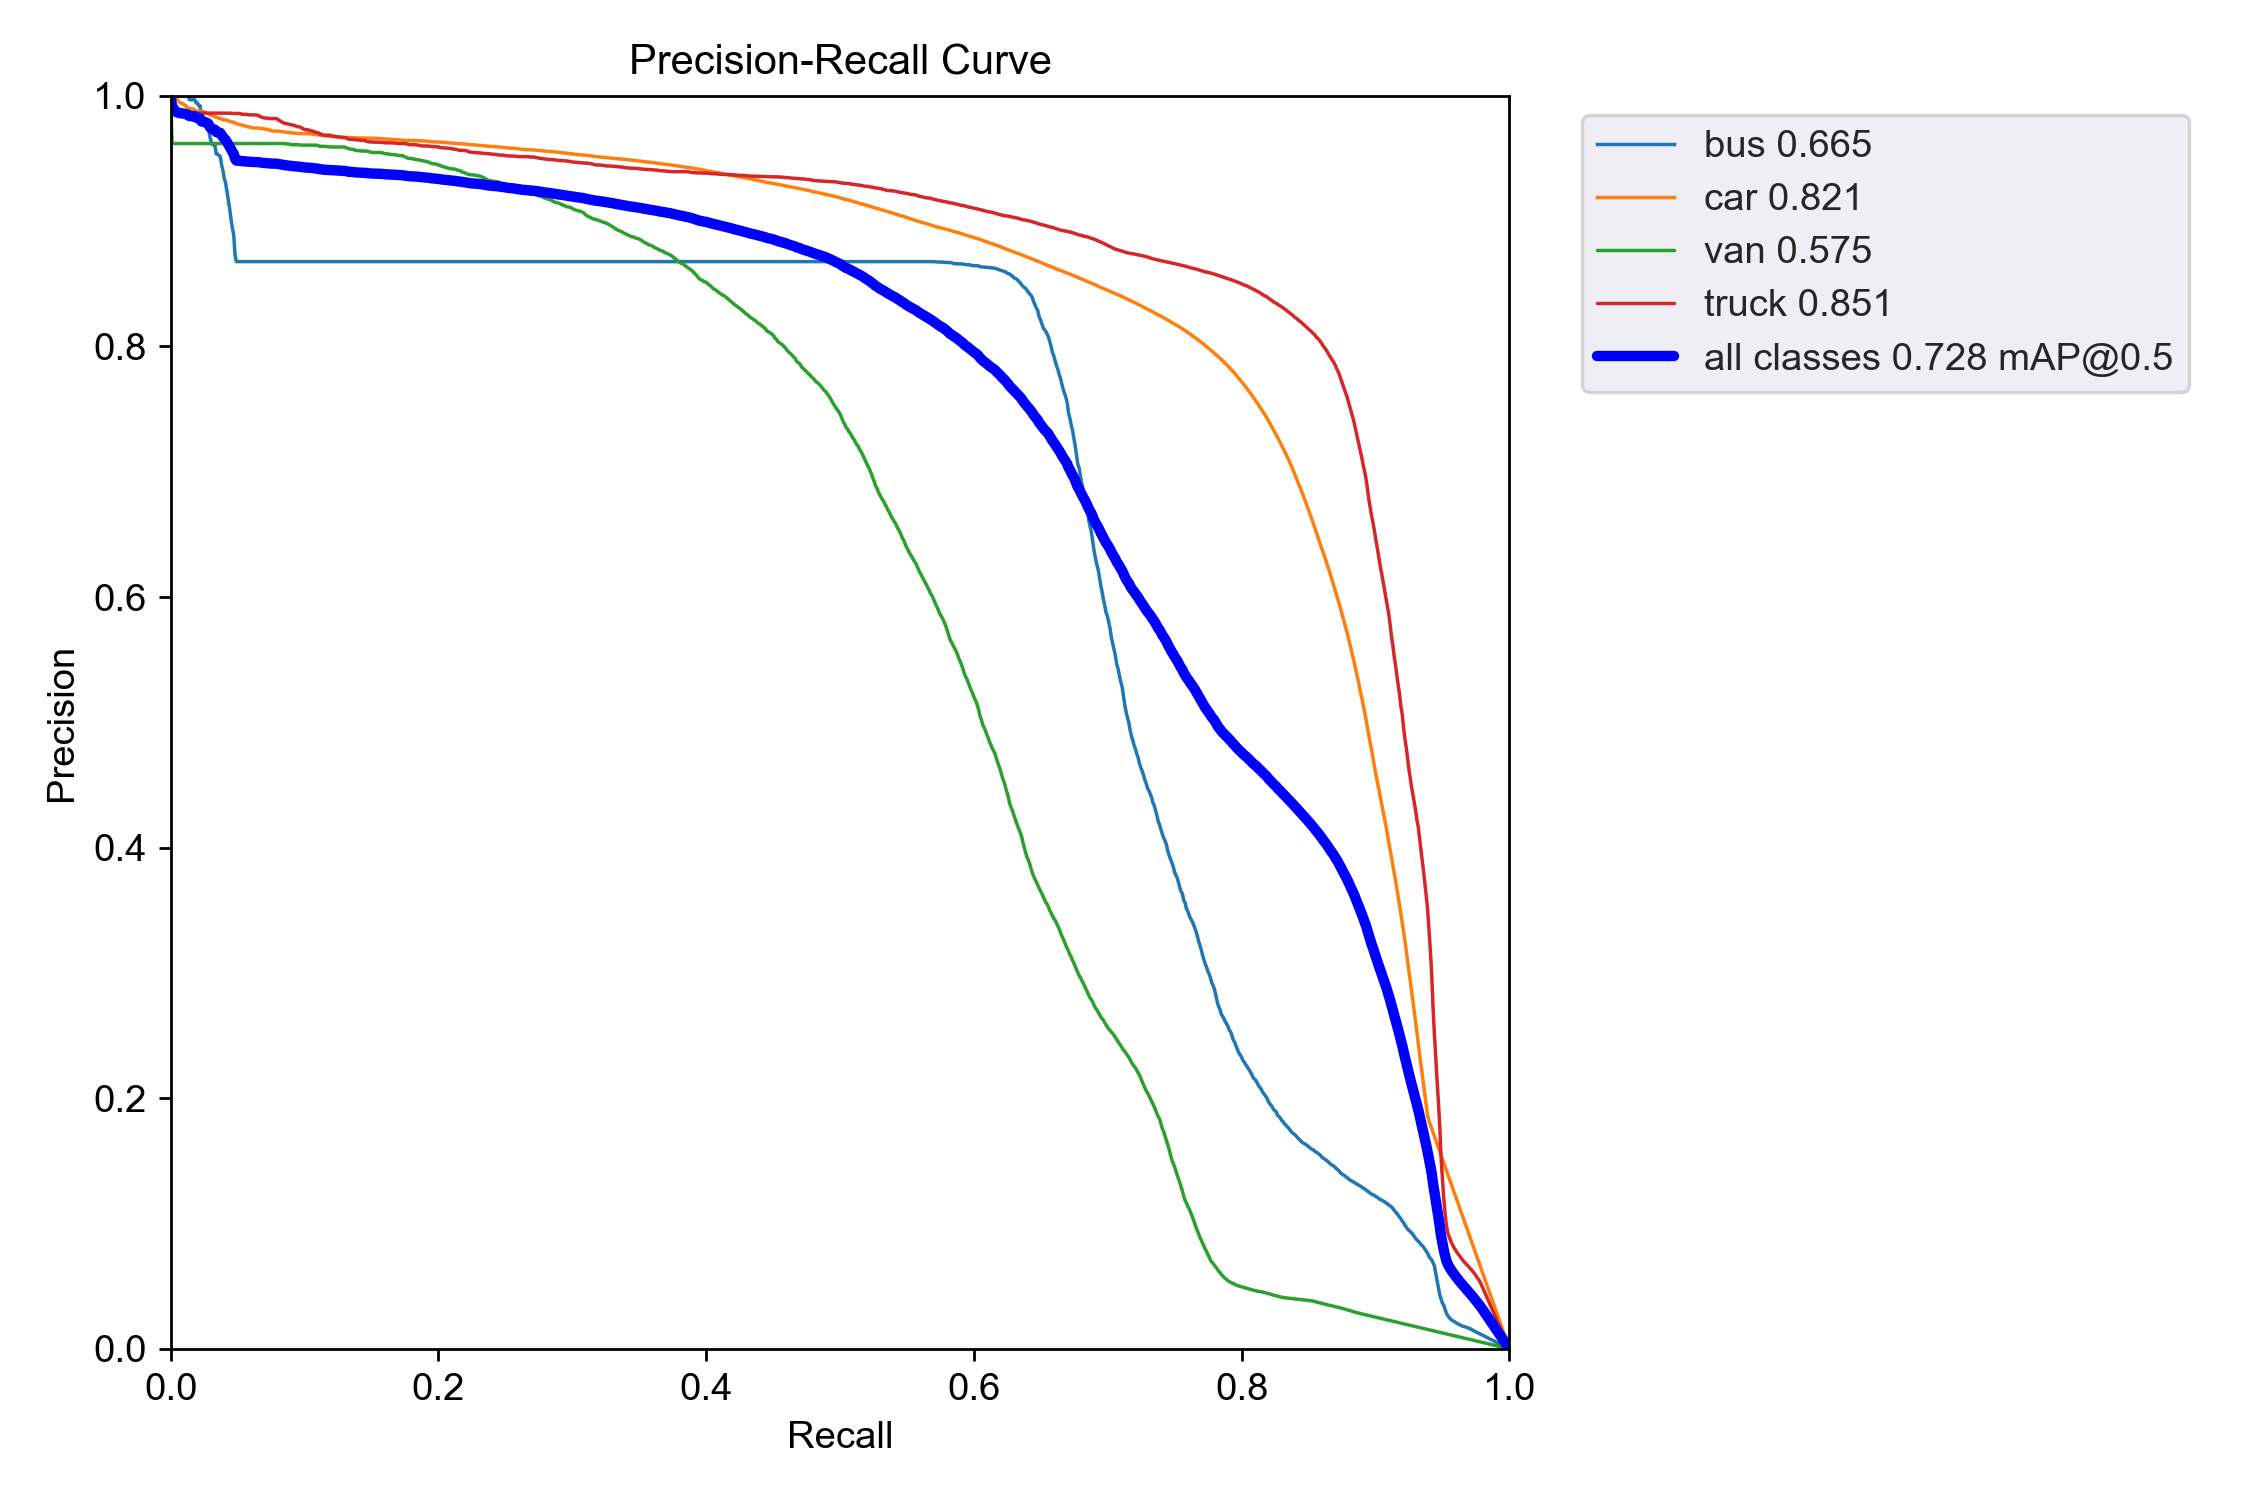 Precision-Recall Curve
1.0
0.8
0.6
0.4
0.2
0.0
Precision
0.0 0.2 0.4 0.6 0.8 1.0
Recall
bus 0.665
car 0.821
van 0.575
truck 0.851
all classes 0.728 mAP@0.5